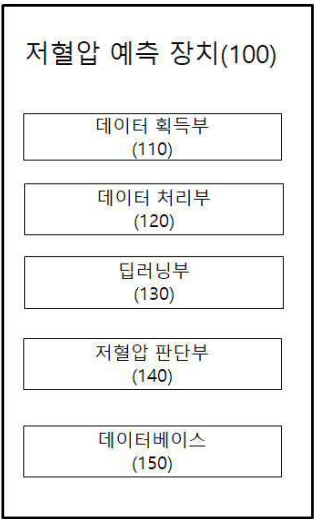 저혈압 예측 장치(100)
데이터 획득부
(110)
데이터 처리부
(120)
딥러닝부
(130)
저혈압 판단부
(140)
데이터베이스
(150)